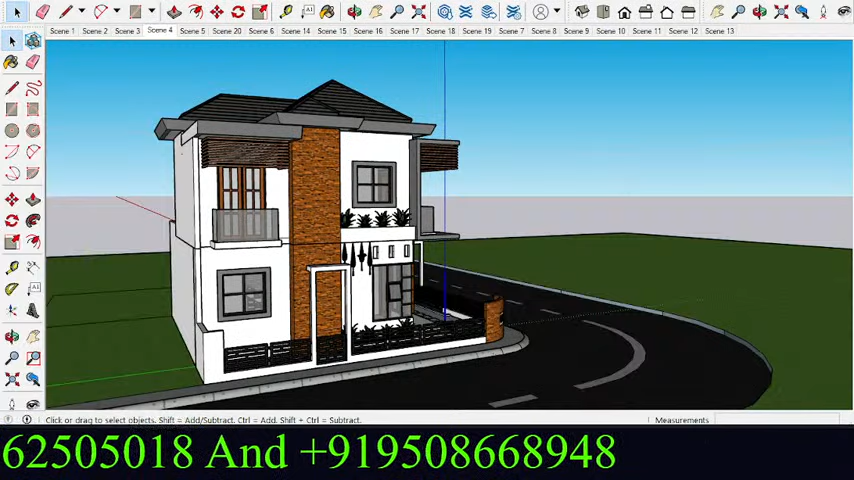 Scene 1 Scene 2 Scene 3 Scene 4 Scene 5 Scene 20 Scene 6 Scene 14 Scene 15 Scene 16 Scene 17 Scene 18 Scene 19 Scene 7 Scene 8 Scene 9 Scene 10 Scene 11 Scene 12 Scene 13
Click or drag to select objects. Shift = Add/Subtract. Ctrl = Add. Shift + Ctrl = Subtract. Measurements
62505018 And +919508668948